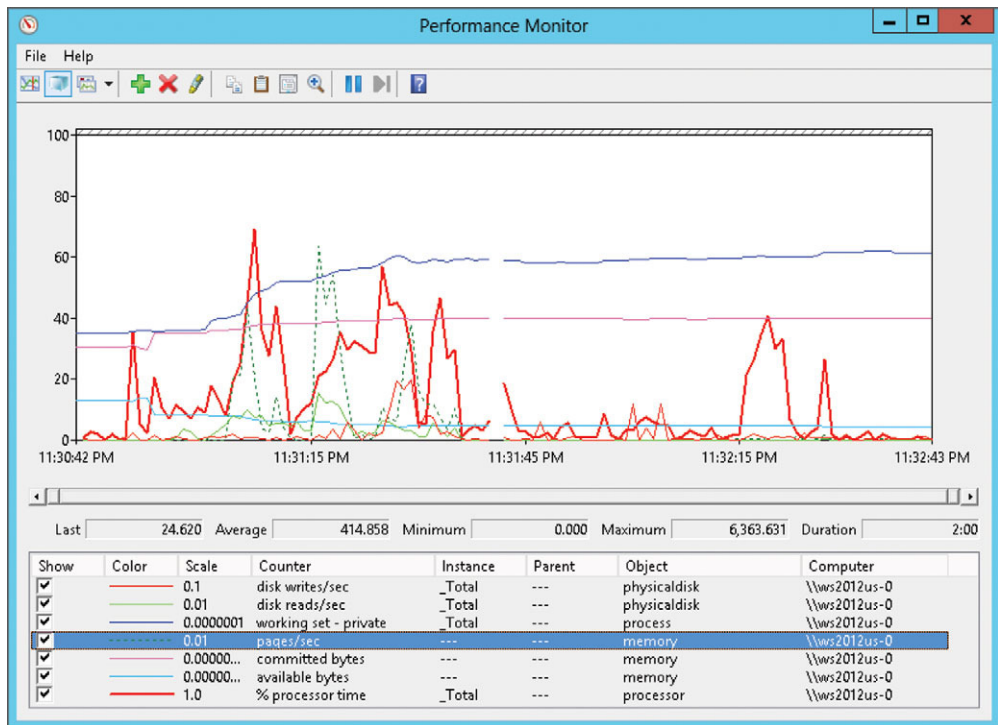 Performance Monitor
File Help
100
80
60
40
20
0
11:30:42 PM 11:31:15 PM 11:31:45 PM 11:32:15 PM 11:32:43 PM
Last 24.620 Average 414.858 Minimum 0.000 Maximum 6,363.631 Duration 2:00
Show Color Scale Counter Instance Parent Object Computer
0.1 disk writes/sec _Total --- physicaldisk \\ws2012us-0
0.01 disk reads/sec _Total --- physicaldisk \\ws2012us-0
0.0000001 working set - private _Total --- process \\ws2012us-0
0.01 pages/sec --- --- memory \\ws2012us-0
0.00000... committed bytes --- --- memory \\ws2012us-0
0.00000... available bytes --- --- memory \\ws2012us-0
1.0 % processor time _Total --- processor \\ws2012us-0